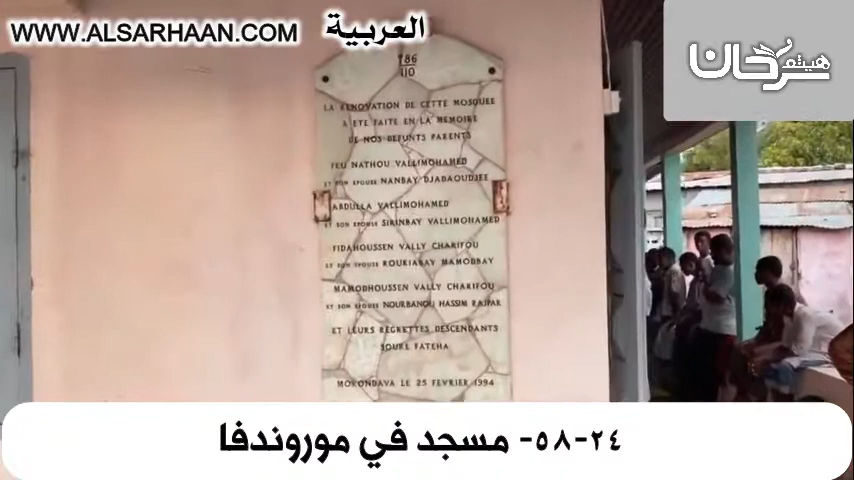 WWW.ALSARHAAN.COM
العربية
هيثم
سرحان
786
110
LA RENOVATION DE CETTE MOSQUEE
A ETE FAITE EN LA MEMOIRE
DE NOS DEFUNTS PARENTS
FEU NATHOU VALLIMOHAMED
ET SON EPOUSE NANBAY DJABAOUDJEE
ABDULLA VALLIMOHAMED
ET SON EPOUSE SIRINBAY VALLIMOHAMED
FIDAHOUSSEN VALLY CHARIFOU
ET SON EPOUSE ROUKIABAY MAMODBAY
MAMODHOUSSEN VALLY CHARIFOU
ET SON EPOUSE NOURBANOU HASSIM RAJPAR
ET LEURS REGRETTES DESCENDANTS
SOURE FATEHA
MORONDAVA LE 25 FEVRIER 1994
٢٤-٥٨- مسجد في موروندفا